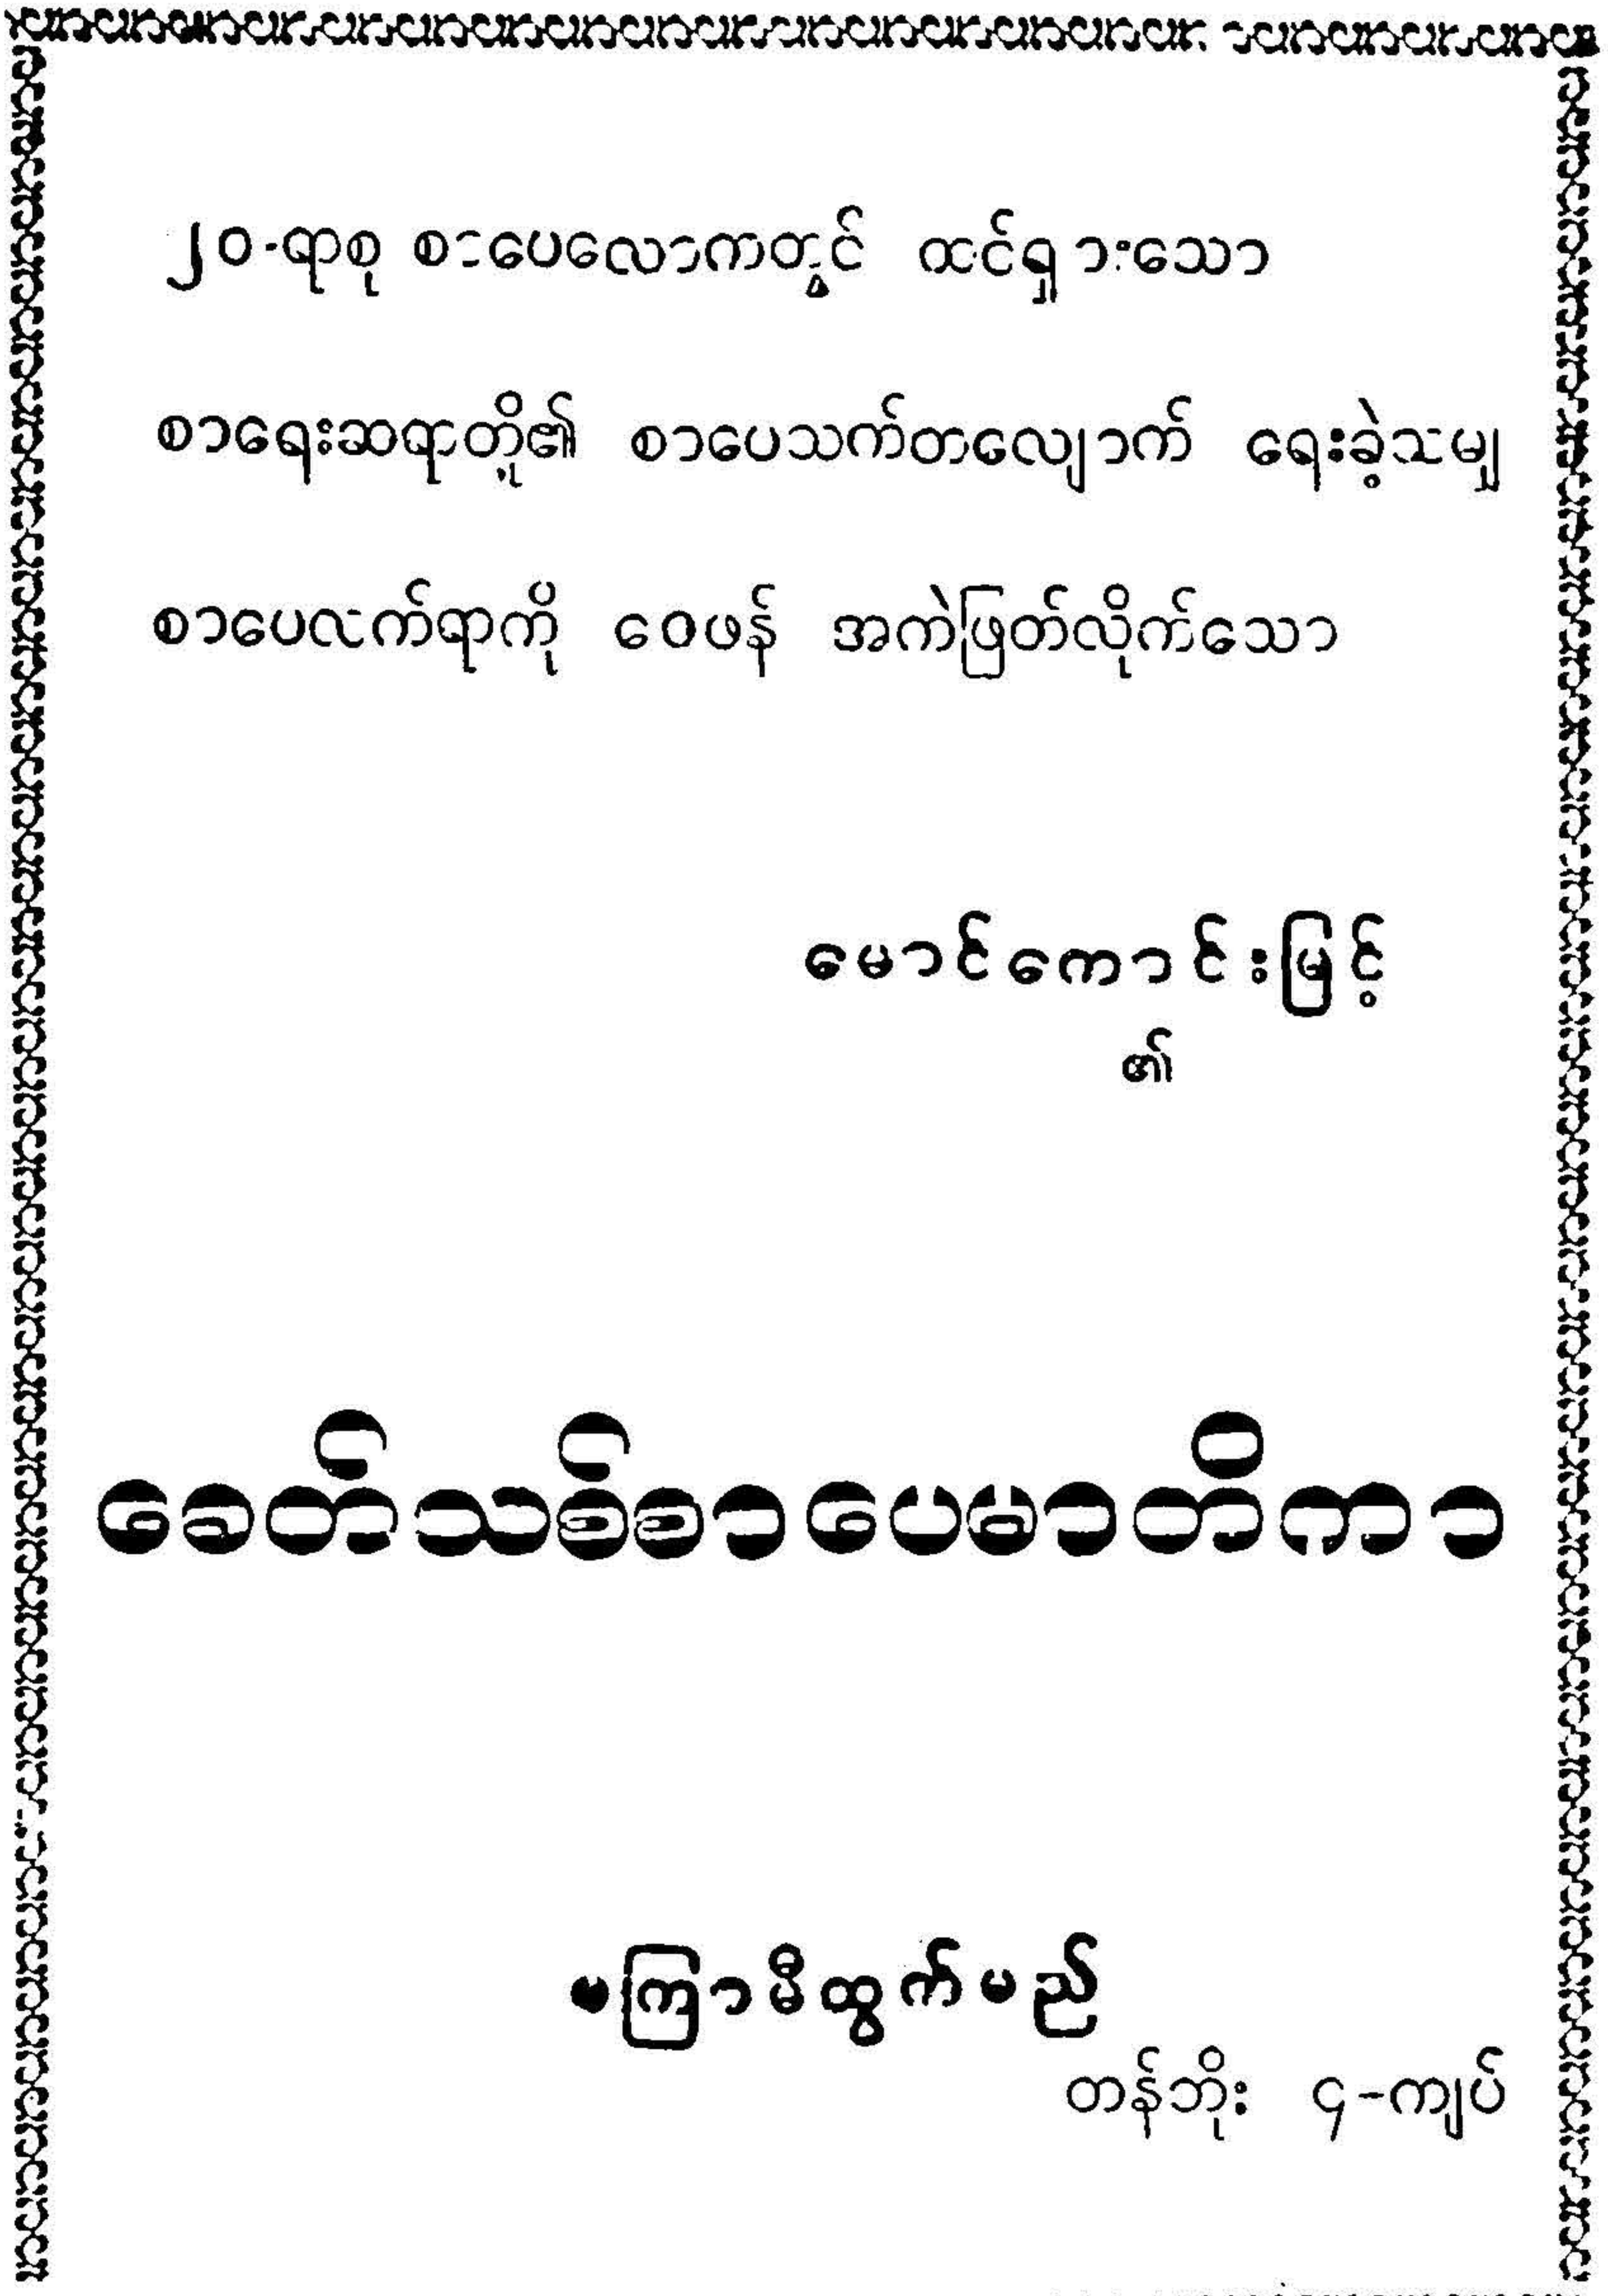 ၂၀-ရာစု စာပေလောကတွင် ထင်ရှားသော
စာရေးဆရာတို့၏ စာပေသက်တလျှောက် ရေးခဲ့သမျှ
စာပေလက်ရာကို ဝေဖန် အကဲဖြတ်လိုက်သော
မောင်ကောင်းမြင့်
၏
ခေတ်သစ်စာပေမာတိကာ
မကြာမီထွက်မည်
တန်ဘိုး ၄-ကျပ်